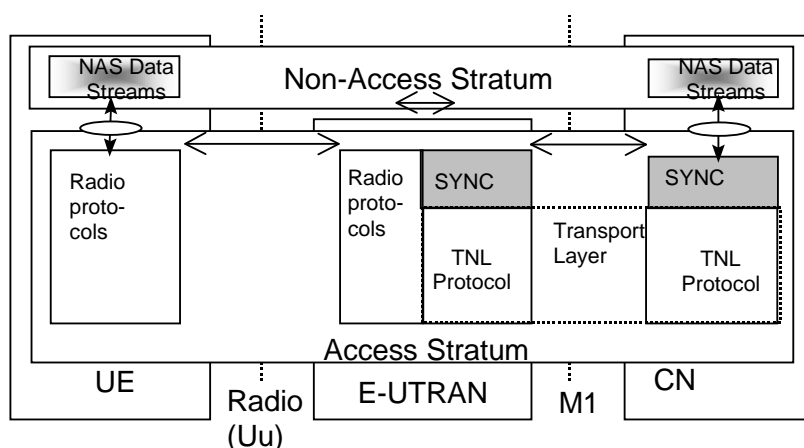 NAS Data
Streams
Non-Access Stratum
NAS Data
Streams
Radio
proto-
cols
Radio
proto-
cols
SYNC
TNL
Protocol
Transport
Layer
SYNC
TNL
Protocol
Access Stratum
UE
Radio
(Uu)
E-UTRAN
M1
CN